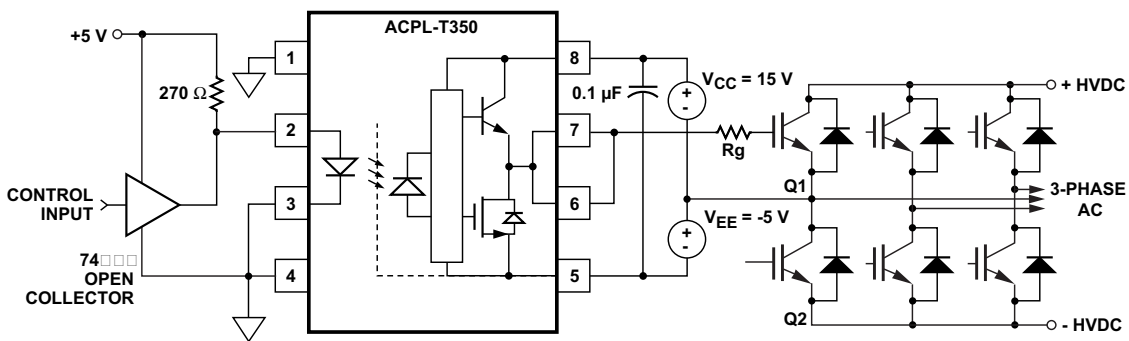 ACPL-T350
+5 V
270 Ω
1
2
3
4
8
7
6
5
0.1 µF
+
-
VCC = 15 V
+
-
VEE = -5 V
Rg
Q1
Q2
+ HVDC
3-PHASE
AC
- HVDC
CONTROL
INPUT
74□□□
OPEN
COLLECTOR